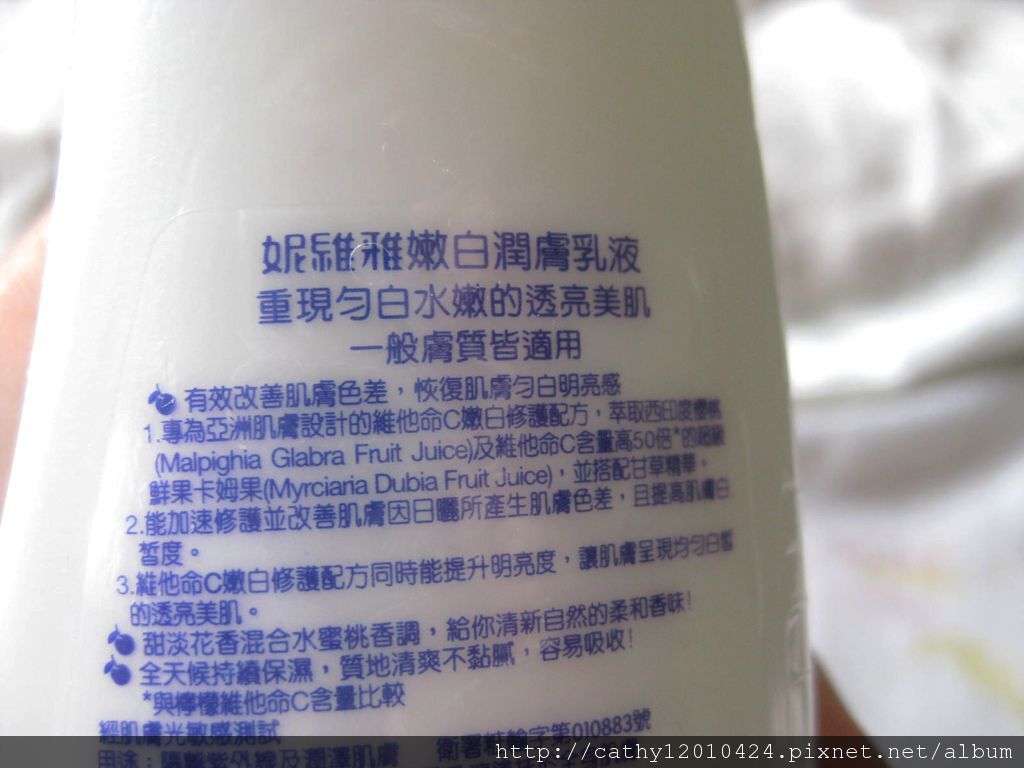 妮維雅嫩白潤膚乳液
重現勻白水嫩的透亮美肌
一般膚質皆適用
有效改善肌膚色差，恢復肌膚勻白明亮感
1.專為亞洲肌膚設計的維他命C嫩白修護配方，萃取西印度櫻桃
(Malpighia Glabra Fruit Juice)及維他命C含量高50倍*的超級
鮮果卡姆果(Myrciaria Dubia Fruit Juice)，並搭配甘草精華。
2.能加速修護並改善肌膚因日曬所產生肌膚色差，且提高肌膚白
皙度。
3.維他命C嫩白修護配方同時能提升明亮度，讓肌膚呈現均勻白皙
的透亮美肌。
甜淡花香混合水蜜桃香調，給你清新自然的柔和香味!
全天候持續保濕，質地清爽不黏膩，容易吸收!
*與檸檬維他命C含量比較
經肌膚光敏感測試
衛署粧輸字第010883號
用途：隔離紫外線及潤澤肌膚
http://cathy12010424.pixnet.net/album